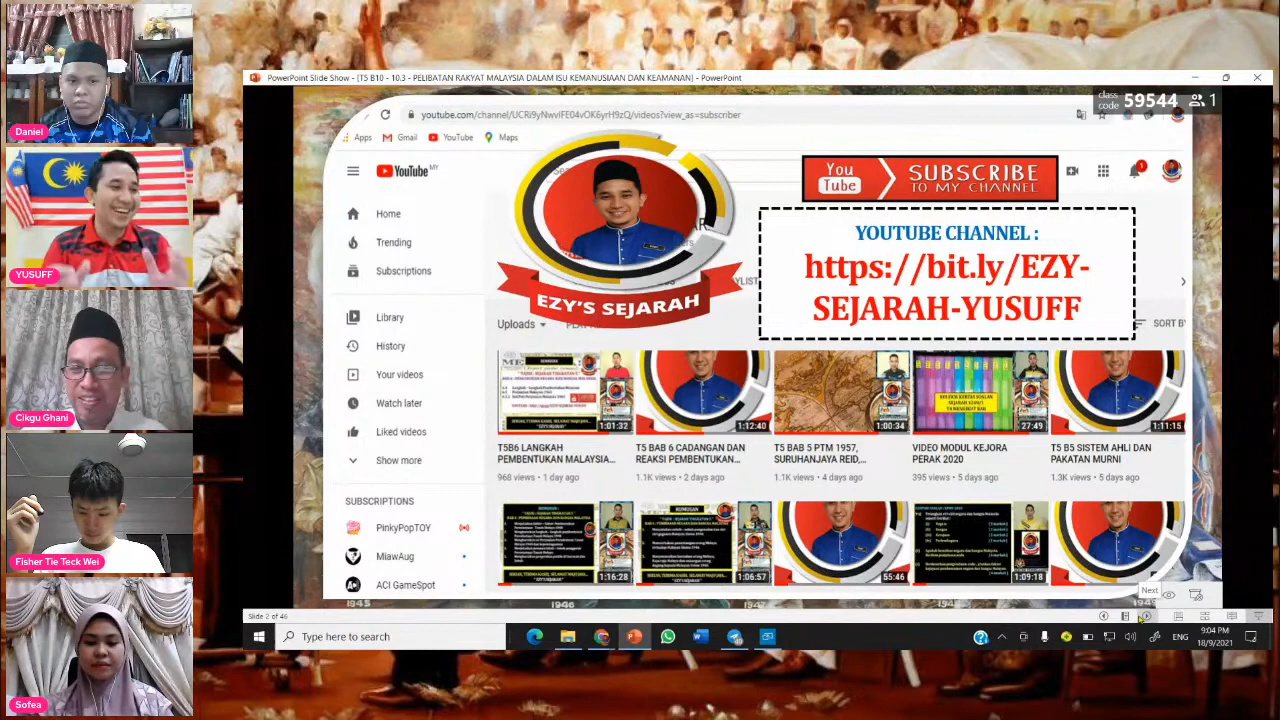 Daniel
YUSUFF
Cikgu Ghani
Fisher Tie Teck Wei
Sofea
PowerPoint Slide Show - [T5 B10 - 10.3 - PELIBATAN RAKYAT MALAYSIA DALAM ISU KEMANUSIAAN DAN KEAMANAN] - PowerPoint
class code 59544 1
youtube.com/channel/UCRi9yNwvIFE04vOK6yrH9zQ/videos?view_as=subscriber
Apps Gmail YouTube Maps
YouTube MY
Home
Trending
Subscriptions
Library
History
Your videos
Watch later
Liked videos
Show more
SUBSCRIPTIONS
PinkyPopTOY
MiawAug
ACI GameSpot
EZY'S SEJARAH
You Tube SUBSCRIBE TO MY CHANNEL
1
YOUTUBE CHANNEL :
https://bit.ly/EZY-
SEJARAH-YUSUFF
Uploads
SORT BY
1:01:32
1:12:40
1:00:34
27:49
1:11:15
T5B6 LANGKAH
PEMBENTUKAN MALAYSIA...
968 views • 1 day ago
T5 BAB 6 CADANGAN DAN
REAKSI PEMBENTUKAN...
1.1K views • 2 days ago
T5 BAB 5 PTM 1957,
SURUHANJAYA REID,...
1.1K views • 4 days ago
VIDEO MODUL KEJORA
PERAK 2020
395 views • 5 days ago
T5 B5 SISTEM AHLI DAN
PAKATAN MURNI
1.3K views • 5 days ago
1:16:28
1:06:57
55:46
1:09:18
Next
1945
1946
Slide 2 of 46
Type here to search
ENG
9:04 PM
18/9/2021